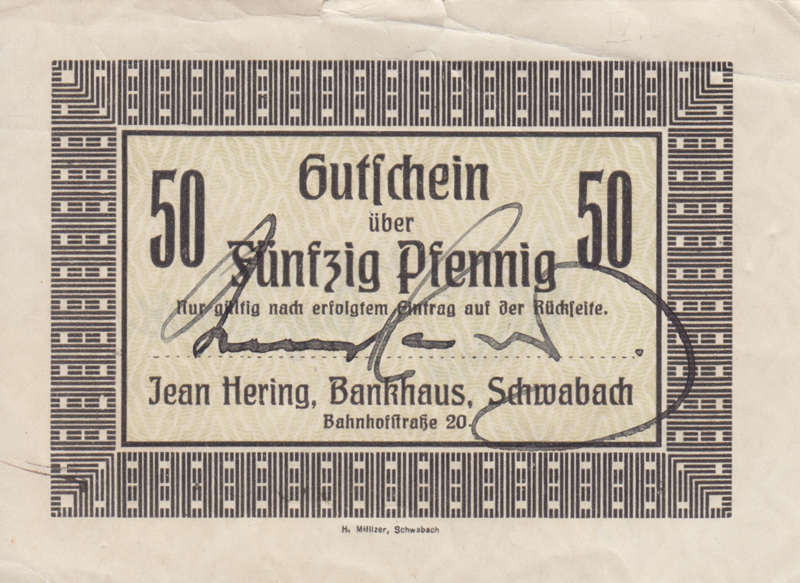 Gutschein
50 über 50
Fünfzig Pfennig
Nur gültig nach erfolgtem Eintrag auf der Rückseite.
Jean Hering, Bankhaus, Schwabach
Bahnhofstraße 20.
H. Millizer, Schwabach